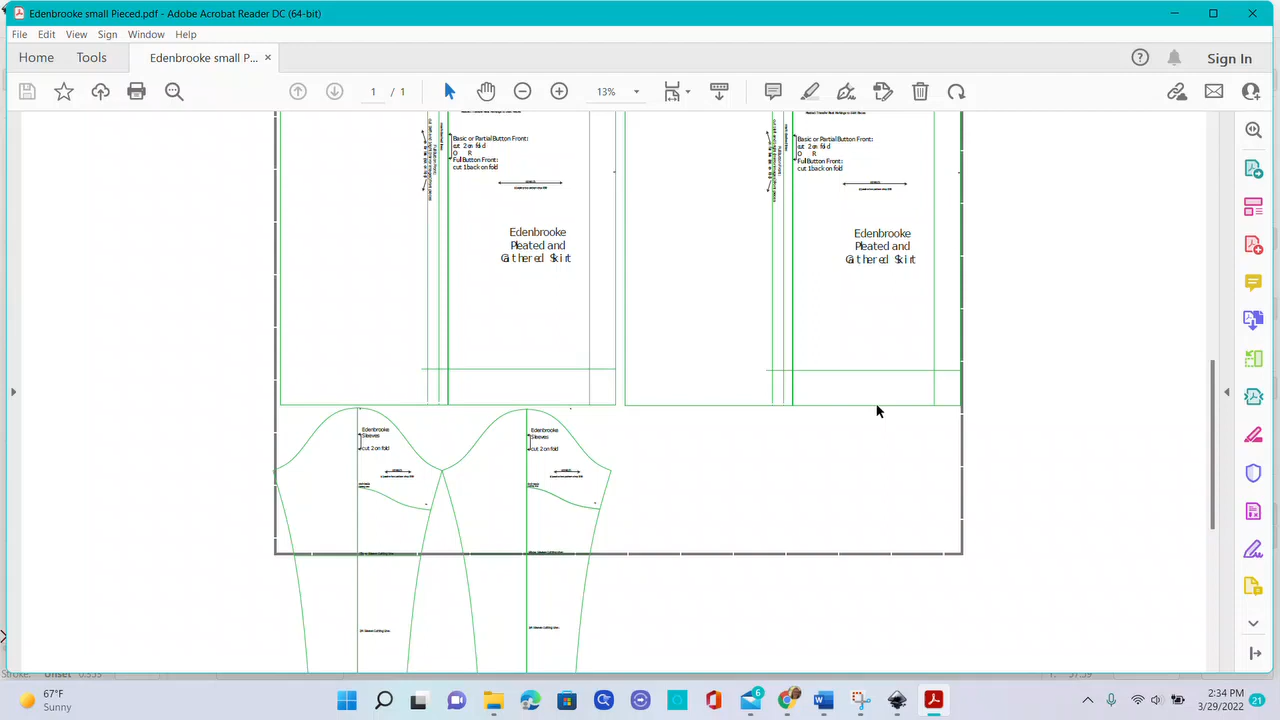 Edenbrooke small Pieced.pdf - Adobe Acrobat Reader DC (64-bit)
File Edit View Sign Window Help
Home Tools Edenbrooke small P... × Sign In
1 / 1 13%
Basic or Partial Button Front:
cut 2 on fold
O R
Full Button Front:
cut 1 back on fold
Edenbrooke
Pleated and
Gathered Skirt
Basic or Partial Button Front:
cut 2 on fold
O R
Full Button Front:
cut 1 back on fold
Edenbrooke
Pleated and
Gathered Skirt
Edenbrooke
Sleeves
cut 2 on fold
Edenbrooke
Sleeves
cut 2 on fold
67°F
Sunny
6
2:34 PM
3/29/2022
21